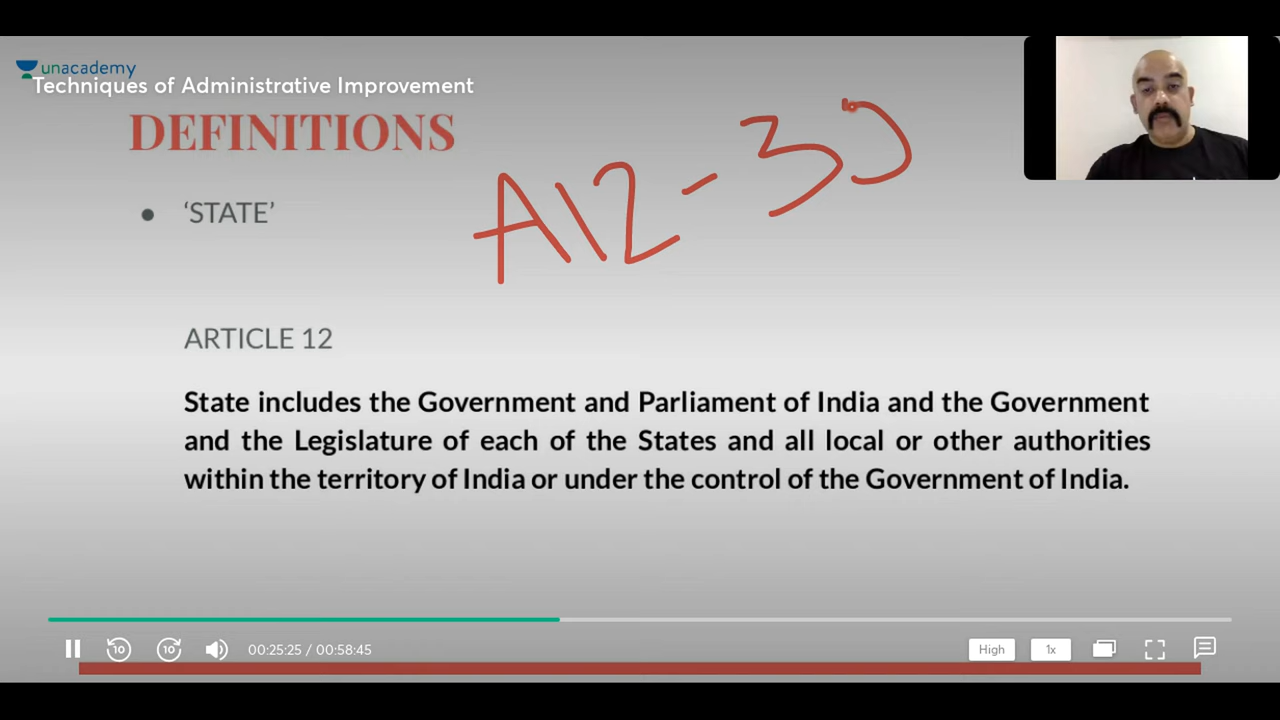 unacademy
Techniques of Administrative Improvement
DEFINITIONS
A12-3
• ‘STATE’
ARTICLE 12
State includes the Government and Parliament of India and the Government
and the Legislature of each of the States and all local or other authorities
within the territory of India or under the control of the Government of India.
10
10
00:25:25 / 00:58:45
High
1x